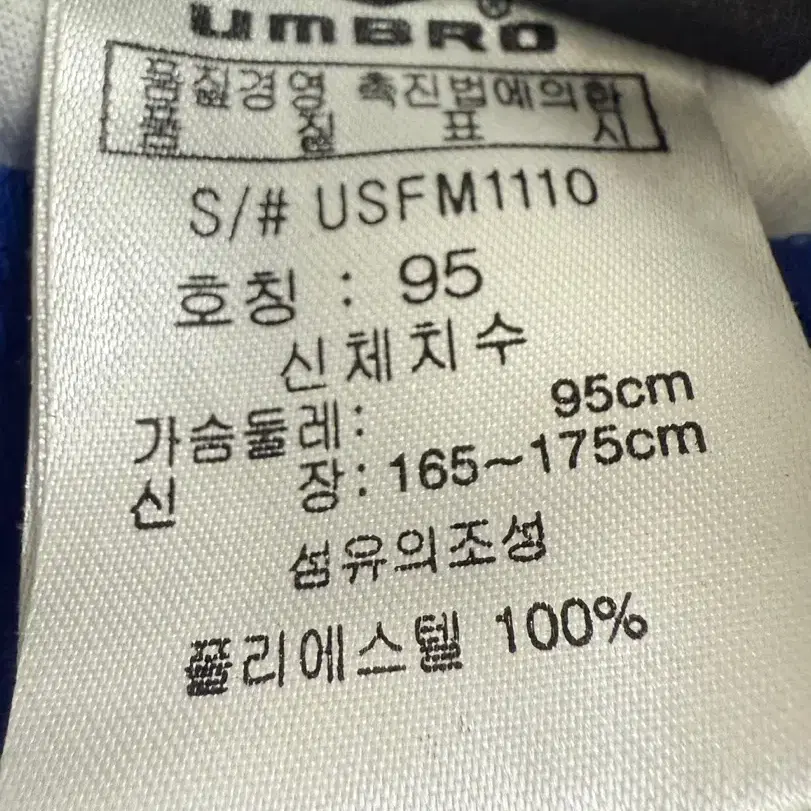 umBRO®
품질경영 촉진법에의한
품질표시
S/# USFM1110
호칭 : 95
신체치수
가슴둘레: 95cm
신장: 165~175cm
섬유의조성
폴리에스텔 100%